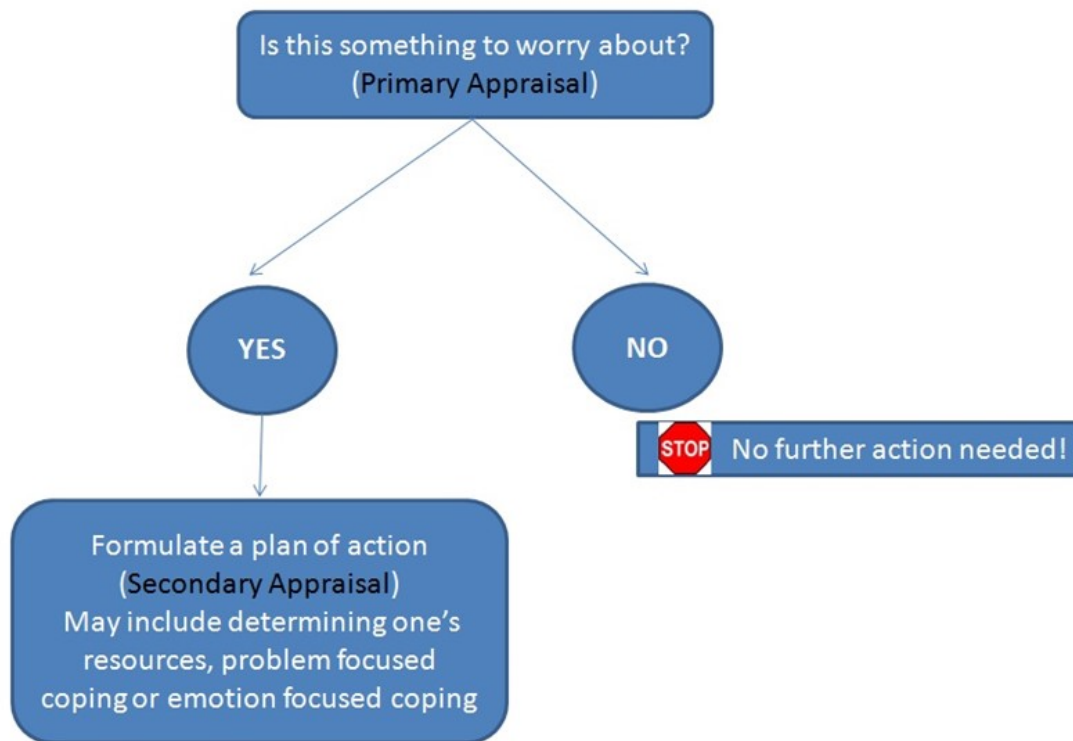 Is this something to worry about?
(Primary Appraisal)
YES
NO
STOP No further action needed!
Formulate a plan of action
(Secondary Appraisal)
May include determining one’s
resources, problem focused
coping or emotion focused coping